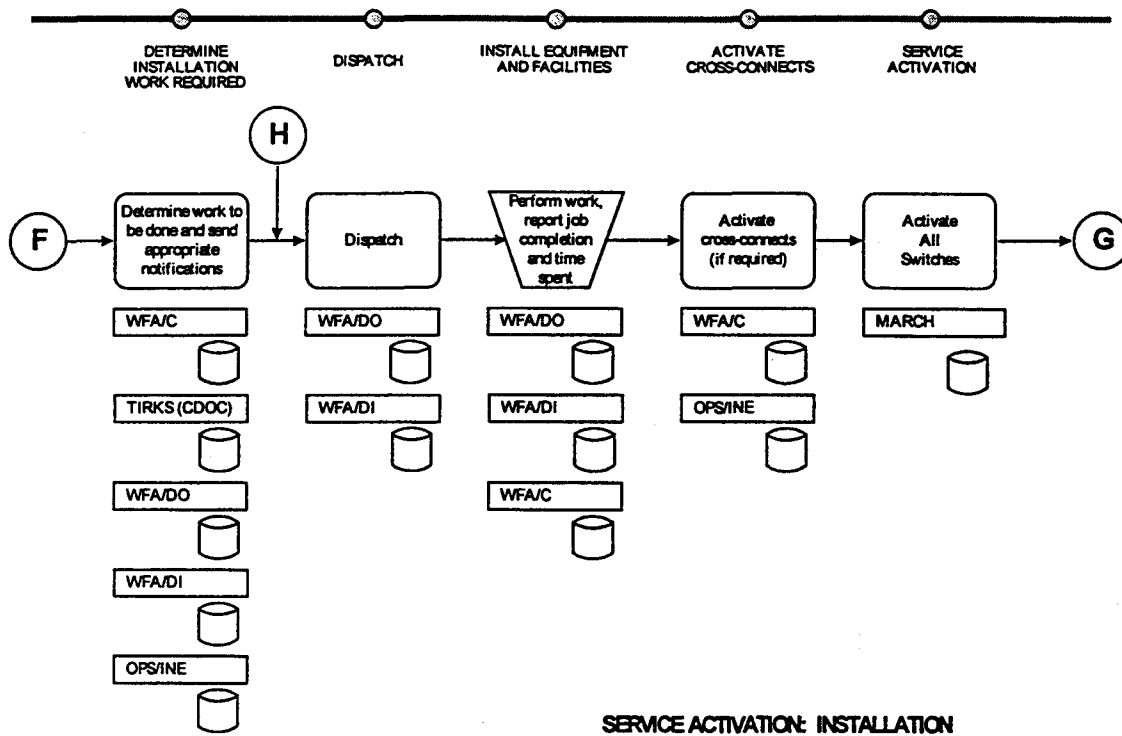 DETERMINE
INSTALLATION
WORK REQUIRED
DISPATCH
INSTALL EQUIPMENT
AND FACILITIES
ACTIVATE
CROSS-CONNECTS
SERVICE
ACTIVATION
H
F
Determine work to
be done and send
appropriate
notifications
Dispatch
Perform work,
report job
completion
and time
spent
Activate
cross-connects
(if required)
Activate
All
Switches
G
WFA/C
TIRKS (CDOC)
WFA/DO
WFA/DI
OPS/INE
WFA/DO
WFA/DI
WFA/DO
WFA/DI
WFA/C
WFA/C
OPS/INE
MARCH
SERVICE ACTIVATION: INSTALLATION